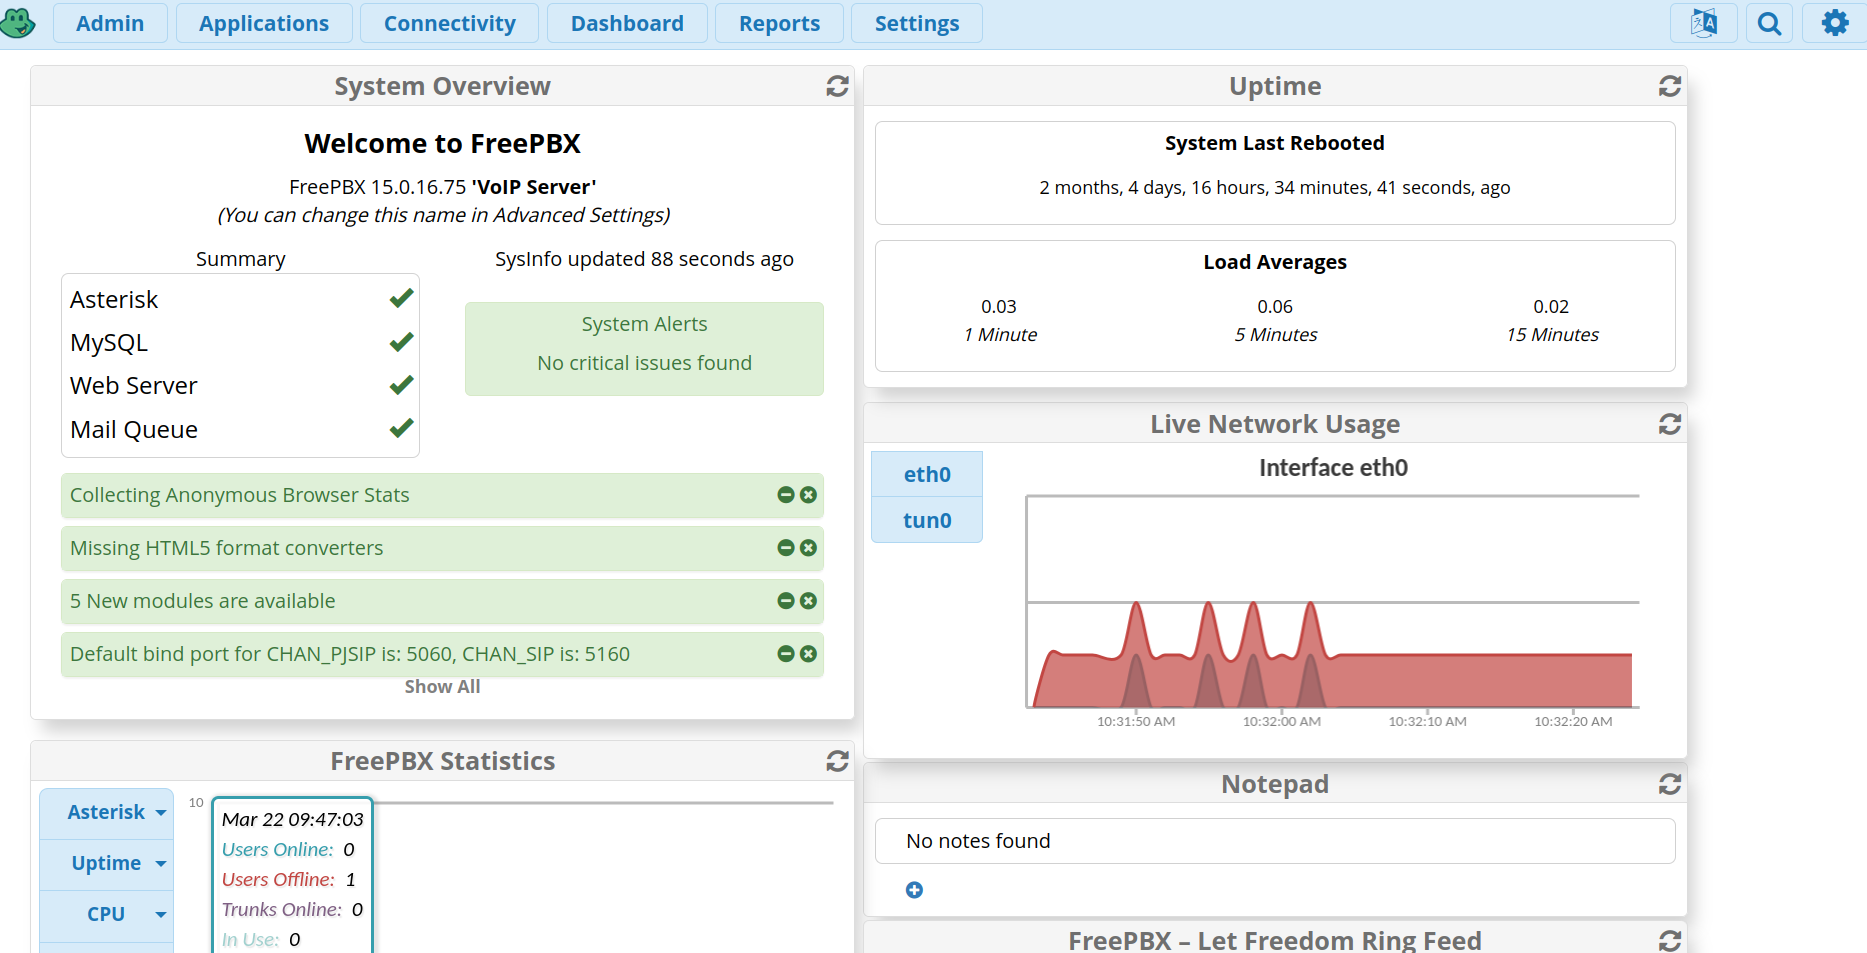 Admin Applications Connectivity Dashboard Reports Settings
System Overview
Welcome to FreePBX
FreePBX 15.0.16.75 'VoIP Server'
(You can change this name in Advanced Settings)
Summary
Asterisk
MySQL
Web Server
Mail Queue
SysInfo updated 88 seconds ago
System Alerts
No critical issues found
Collecting Anonymous Browser Stats
Missing HTML5 format converters
5 New modules are available
Default bind port for CHAN_PJSIP is: 5060, CHAN_SIP is: 5160
Show All
FreePBX Statistics
Asterisk
Uptime
CPU
10
Mar 22 09:47:03
Users Online: 0
Users Offline: 1
Trunks Online: 0
In Use: 0
Uptime
System Last Rebooted
2 months, 4 days, 16 hours, 34 minutes, 41 seconds, ago
Load Averages
0.03 0.06 0.02
1 Minute 5 Minutes 15 Minutes
Live Network Usage
eth0
tun0
Interface eth0
10:31:50 AM 10:32:00 AM 10:32:10 AM 10:32:20 AM
Notepad
No notes found
FreePBX – Let Freedom Ring Feed